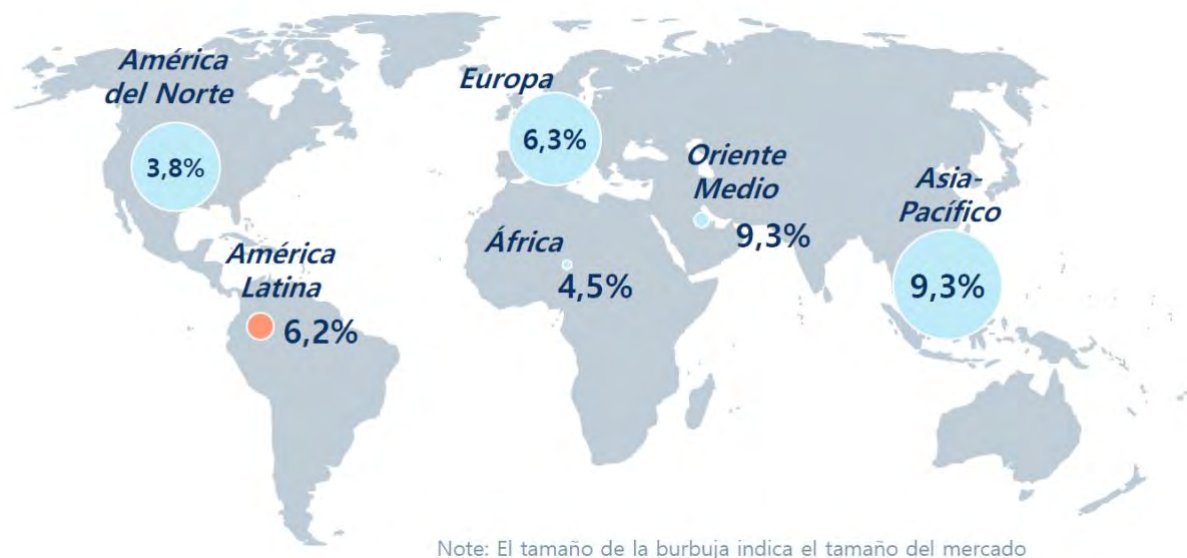 América
del Norte
3,8%
Europa
6,3%
Oriente
Medio
9,3%
Asia-
Pacífico
9,3%
América
Latina
6,2%
África
4,5%
Note: El tamaño de la burbuja indica el tamaño del mercado